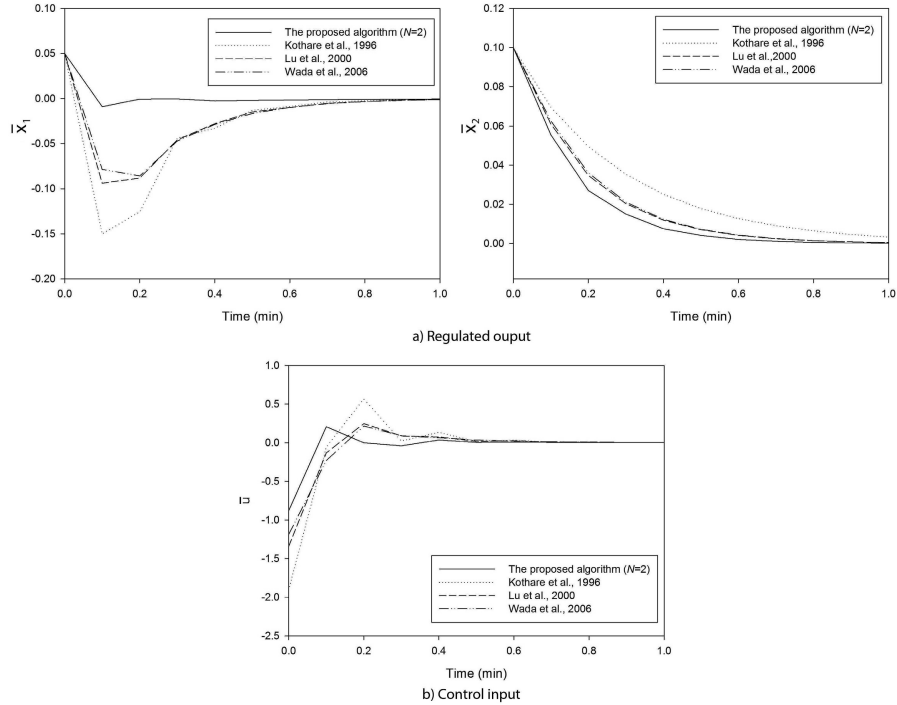 0.10
0.05
0.00
-0.05
-0.10
-0.15
-0.20
x̅1
The proposed algorithm (N=2)
Kothare et al., 1996
Lu et al., 2000
Wada et al., 2006
0.0 0.2 0.4 0.6 0.8 1.0
Time (min)
0.12
0.10
0.08
0.06
0.04
0.02
0.00
x̅2
The proposed algorithm (N=2)
Kothare et al., 1996
Lu et al.,2000
Wada et al., 2006
0.0 0.2 0.4 0.6 0.8 1.0
Time (min)
a) Regulated ouput
1.0
0.5
0.0
-0.5
-1.0
-1.5
-2.0
-2.5
u̅
The proposed algorithm (N=2)
Kothare et al., 1996
Lu et al., 2000
Wada et al., 2006
0.0 0.2 0.4 0.6 0.8 1.0
Time (min)
b) Control input